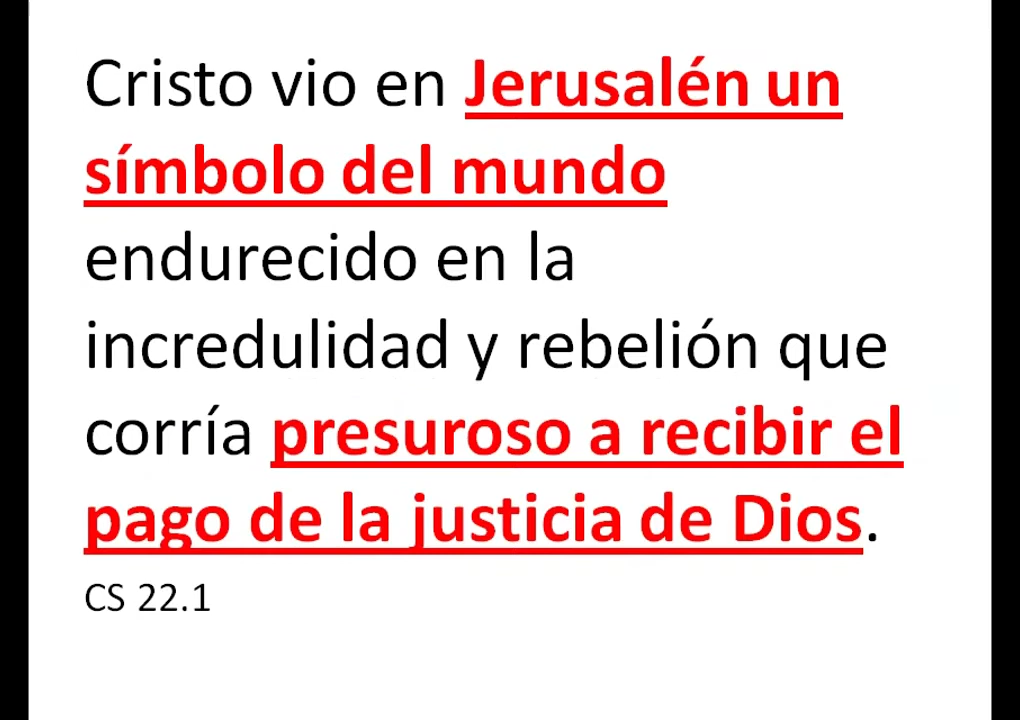 Cristo vio en Jerusalén un
símbolo del mundo
endurecido en la
incredulidad y rebelión que
corría presuroso a recibir el
pago de la justicia de Dios.
CS 22.1